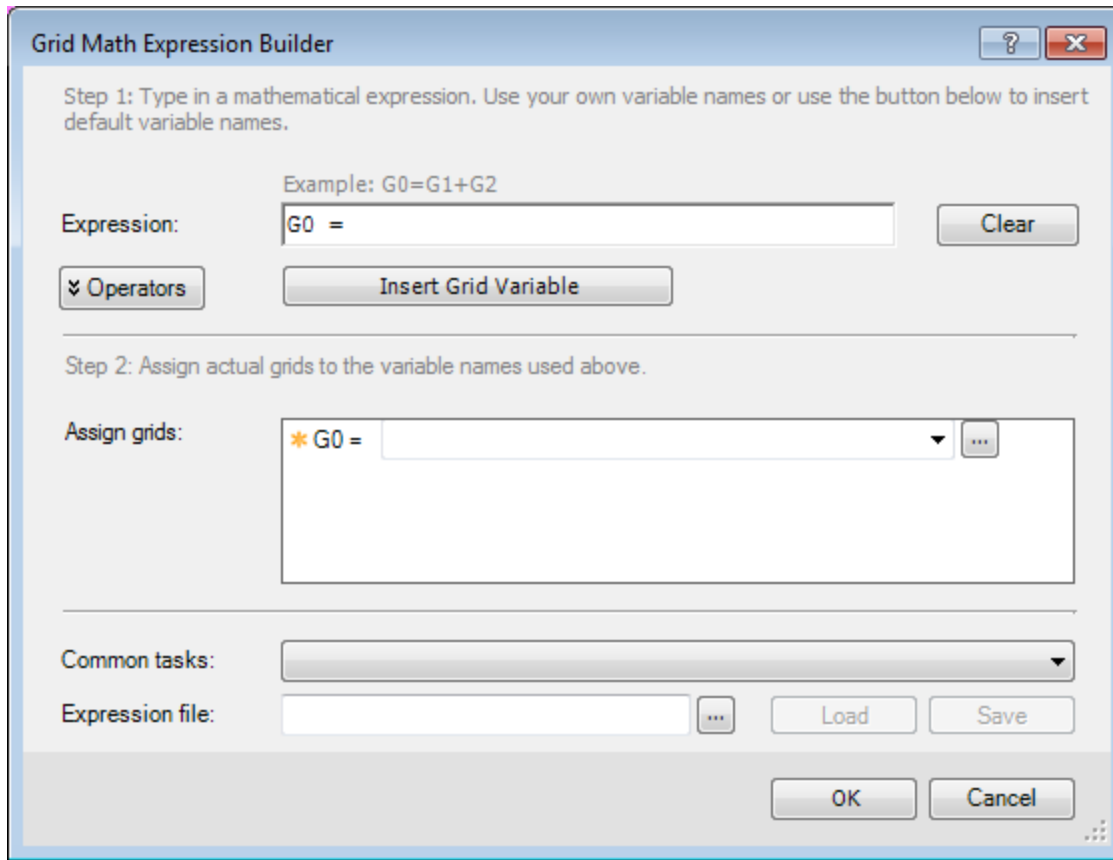 Grid Math Expression Builder
?
Step 1: Type in a mathematical expression. Use your own variable names or use the button below to insert
default variable names.
Example: G0=G1+G2
Expression: G0 = Clear
Operators Insert Grid Variable
Step 2: Assign actual grids to the variable names used above.
Assign grids: * G0 = ...
Common tasks:
Expression file: ... Load Save
OK Cancel